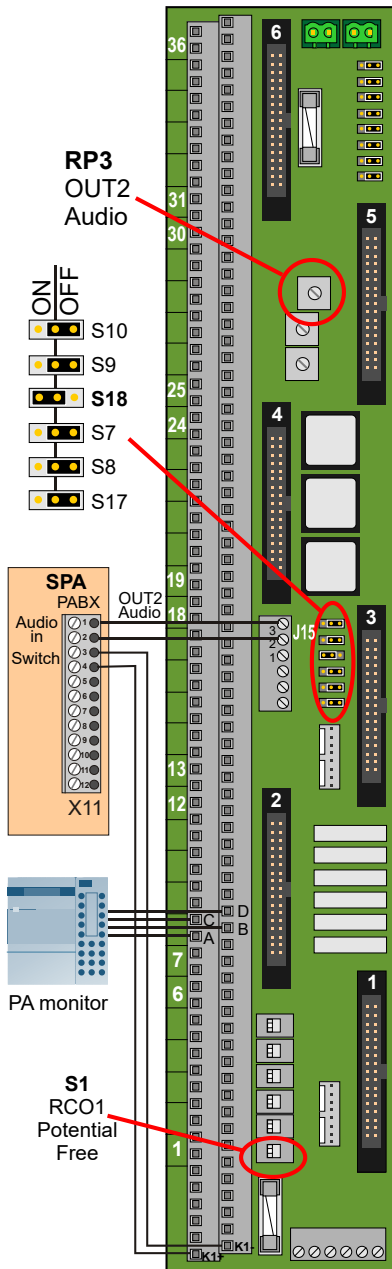 36
6
RP3
OUT2
Audio
31
30
5
ON
OFF
S10
S9
S18
S7
S8
S17
25
24
4
SPA
PABX
Audio
in
Switch
1
2
3
4
5
6
7
8
9
10
11
12
X11
OUT2
Audio
19
18
3
2
1
J15
3
13
12
2
D
C
B
A
PA monitor
7
6
1
S1
RCO1
Potential
Free
1
K1-
K1+